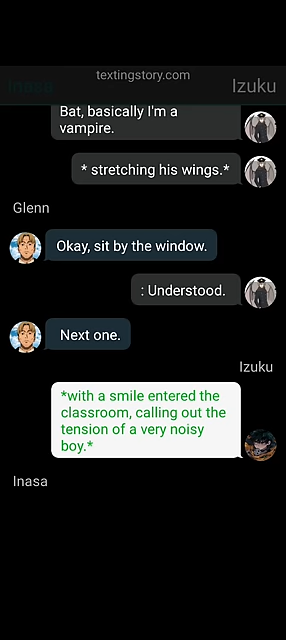 textingstory.com
Izuku
Bat, basically I'm a
vampire.
* stretching his wings.*
Glenn
Okay, sit by the window.
: Understood.
Next one.
Izuku
*with a smile entered the
classroom, calling out the
tension of a very noisy
boy.*
Inasa